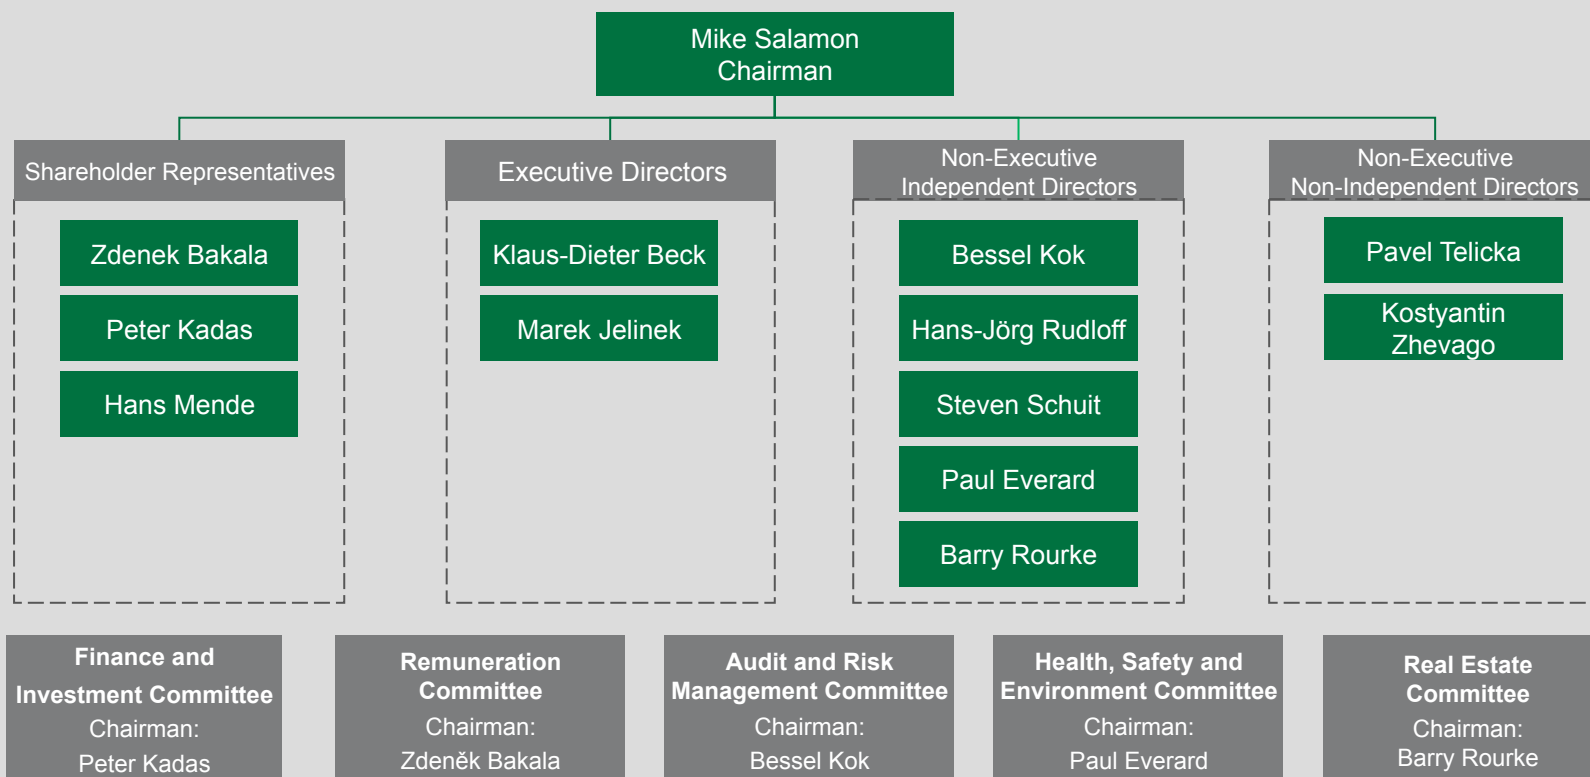 Mike Salamon
Chairman
Shareholder Representatives
Executive Directors
Non-Executive
Independent Directors
Non-Executive
Non-Independent Directors
Zdenek Bakala
Peter Kadas
Hans Mende
Klaus-Dieter Beck
Marek Jelinek
Bessel Kok
Hans-Jörg Rudloff
Steven Schuit
Paul Everard
Barry Rourke
Pavel Telicka
Kostyantin
Zhevago
Finance and
Investment Committee
Chairman:
Peter Kadas
Remuneration
Committee
Chairman:
Zdeněk Bakala
Audit and Risk
Management Committee
Chairman:
Bessel Kok
Health, Safety and
Environment Committee
Chairman:
Paul Everard
Real Estate
Committee
Chairman:
Barry Rourke